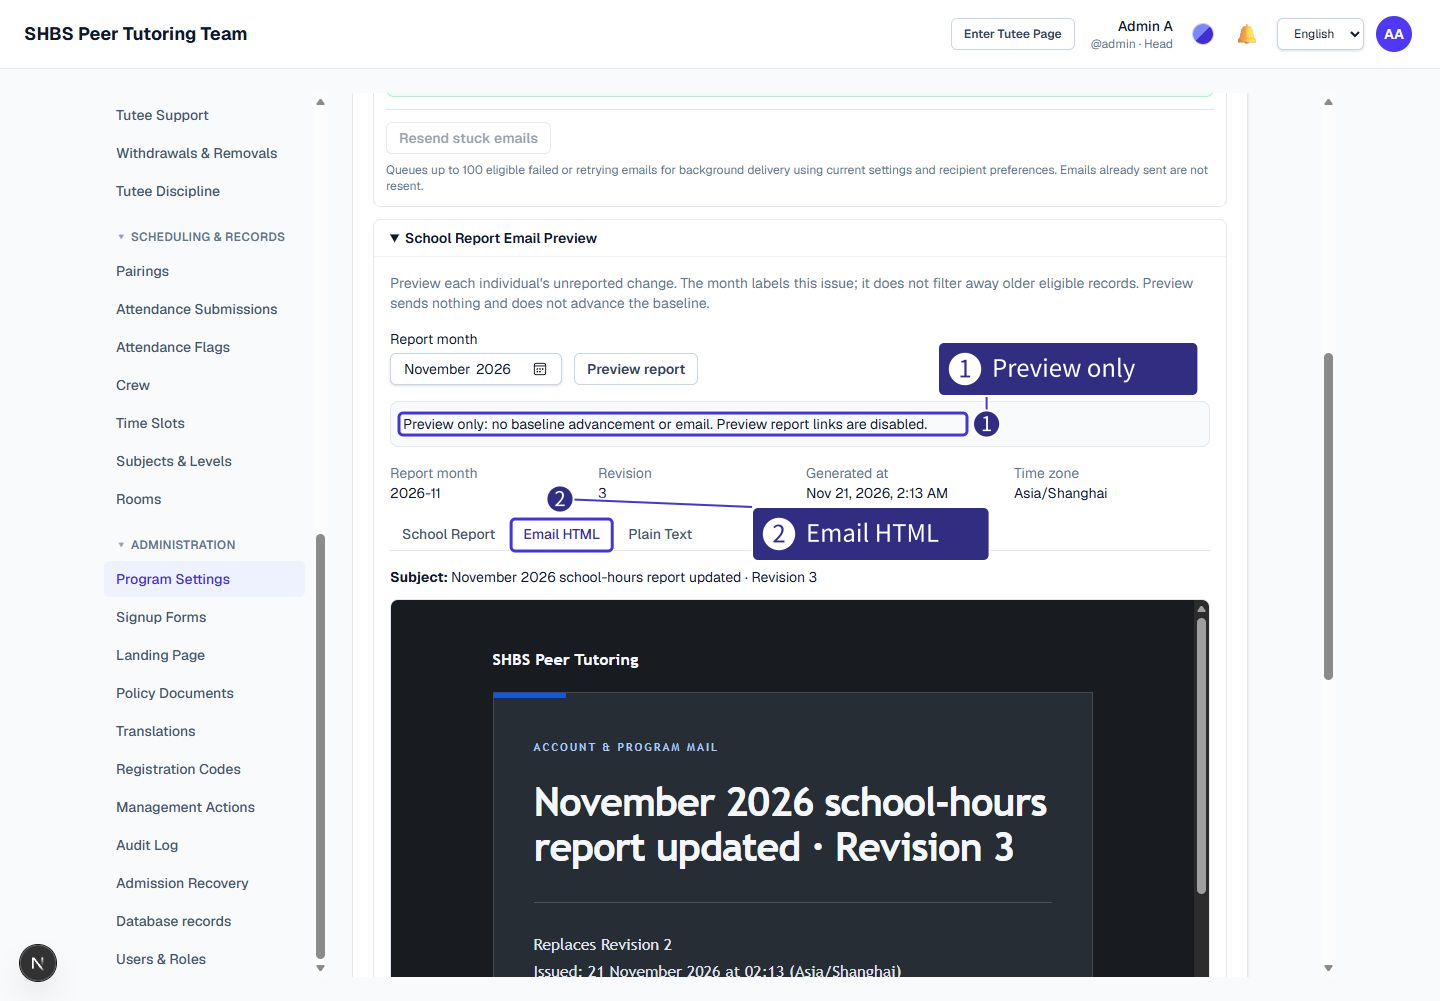 SHBS Peer Tutoring Team
Enter Tutee Page
Admin A
@admin · Head
English
AA
Tutee Support
Withdrawals & Removals
Tutee Discipline
SCHEDULING & RECORDS
Pairings
Attendance Submissions
Attendance Flags
Crew
Time Slots
Subjects & Levels
Rooms
ADMINISTRATION
Program Settings
Signup Forms
Landing Page
Policy Documents
Translations
Registration Codes
Management Actions
Audit Log
Admission Recovery
Database records
Users & Roles
N
Resend stuck emails
Queues up to 100 eligible failed or retrying emails for background delivery using current settings and recipient preferences. Emails already sent are not
resent.
School Report Email Preview
Preview each individual's unreported change. The month labels this issue; it does not filter away older eligible records. Preview
sends nothing and does not advance the baseline.
Report month
November 2026
Preview report
1 Preview only
Preview only: no baseline advancement or email. Preview report links are disabled.
1
Report month
2026-11
Revision
3
Generated at
Nov 21, 2026, 2:13 AM
Time zone
Asia/Shanghai
2
2 Email HTML
School Report
Email HTML
Plain Text
Subject: November 2026 school-hours report updated · Revision 3
SHBS Peer Tutoring
ACCOUNT & PROGRAM MAIL
November 2026 school-hours
report updated · Revision 3
Replaces Revision 2
Issued: 21 November 2026 at 02:13 (Asia/Shanghai)